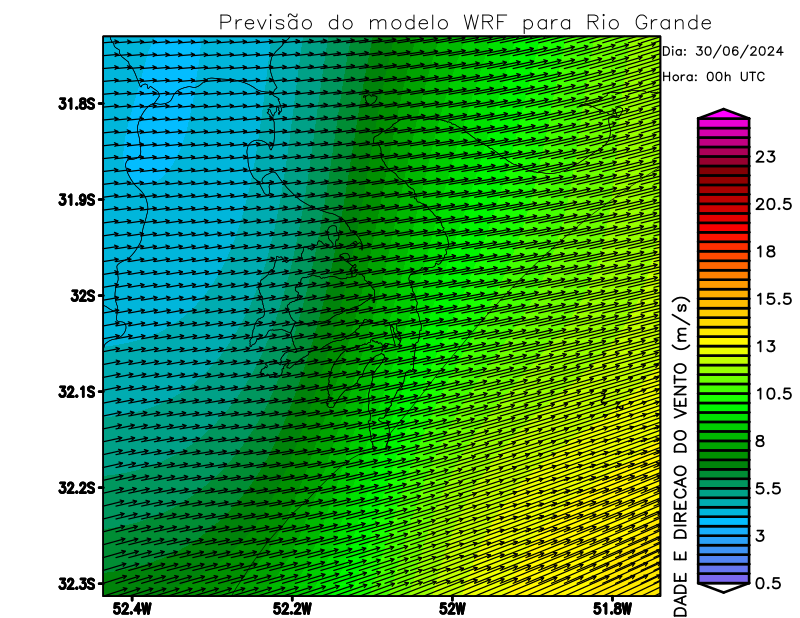 Previsão do modelo WRF para Rio Grande
Dia: 30/06/2024
Hora: 00h UTC
31.8S
31.9S
32S
32.1S
32.2S
32.3S
52.4W
52.2W
52W
51.8W
DADE E DIRECAO DO VENTO (m/s)
23
20.5
18
15.5
13
10.5
8
5.5
3
0.5